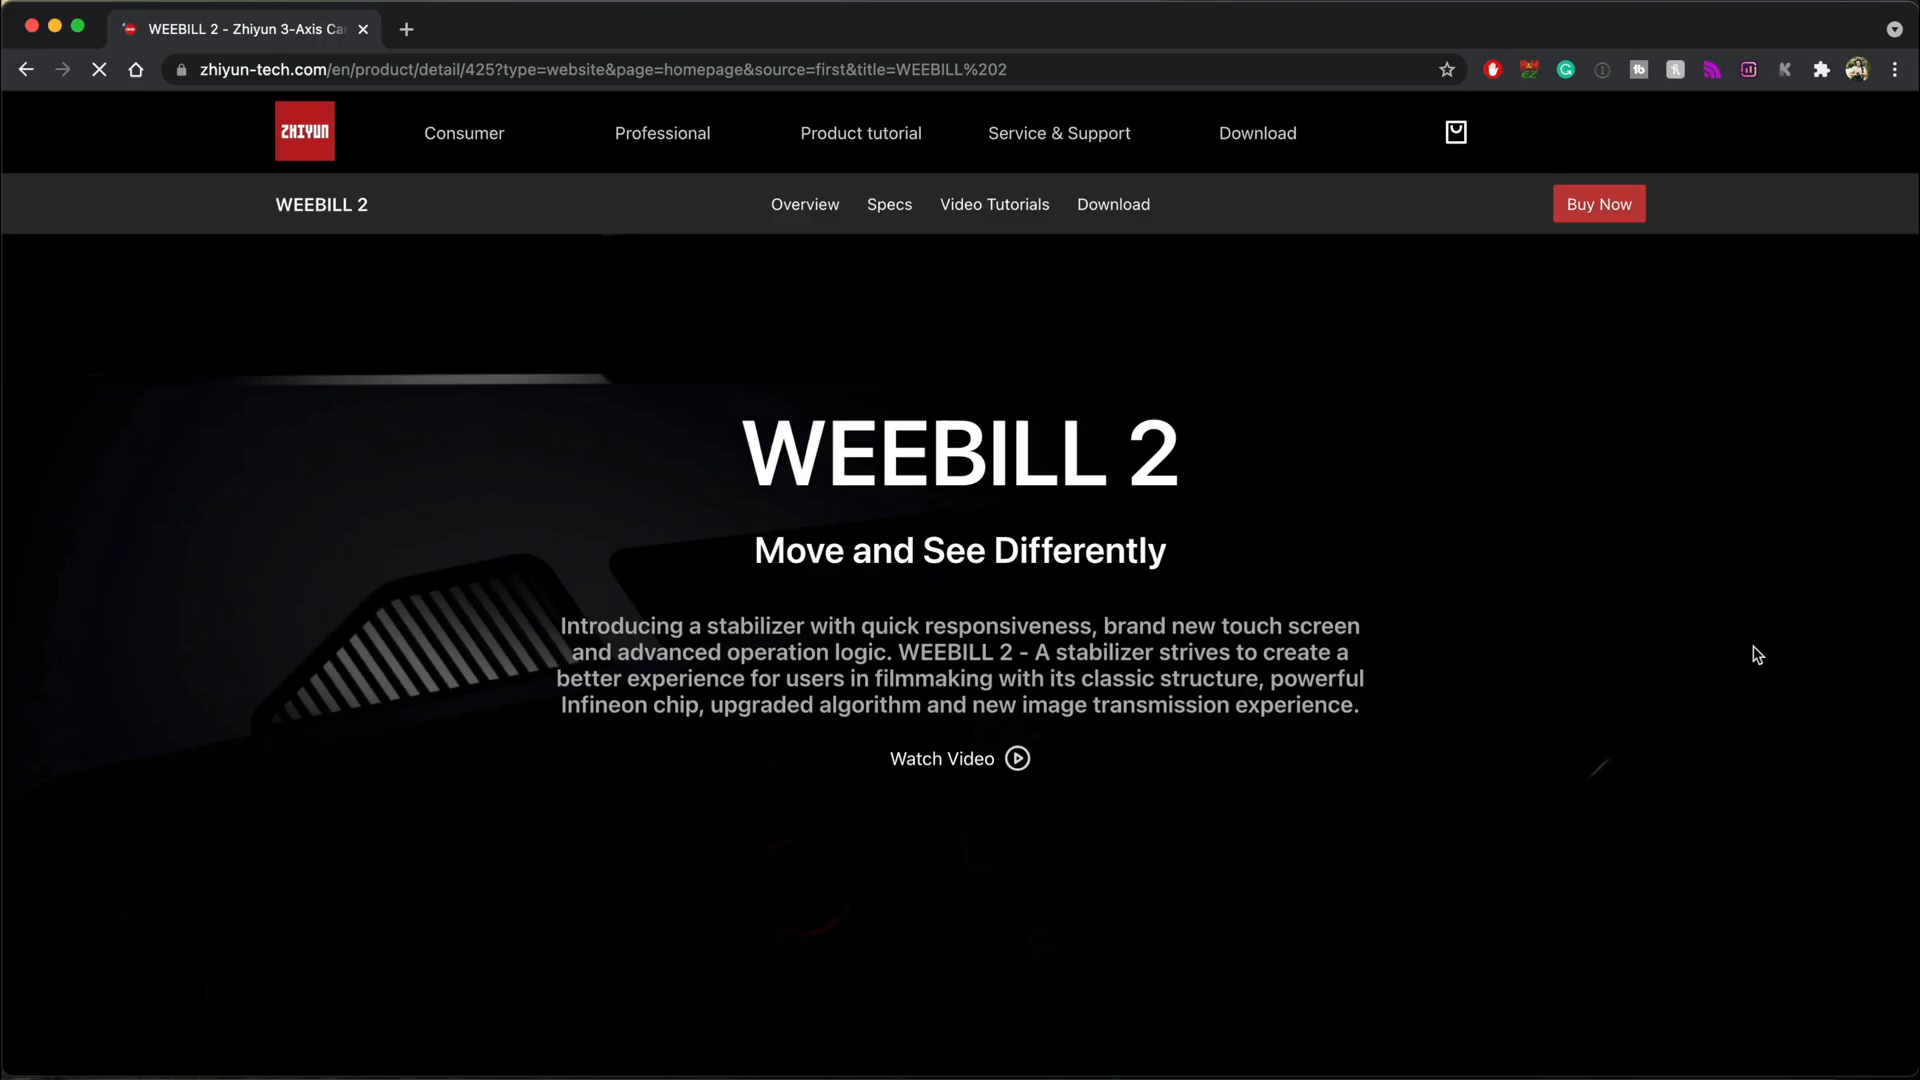 WEEBILL 2 - Zhiyun 3-Axis Ca
zhiyun-tech.com/en/product/detail/425?type=website&page=homepage&source=first&title=WEEBILL%202
ZHIYUN
Consumer
Professional
Product tutorial
Service & Support
Download
WEEBILL 2
Overview
Specs
Video Tutorials
Download
Buy Now
WEEBILL 2
Move and See Differently
Introducing a stabilizer with quick responsiveness, brand new touch screen
and advanced operation logic. WEEBILL 2 - A stabilizer strives to create a
better experience for users in filmmaking with its classic structure, powerful
Infineon chip, upgraded algorithm and new image transmission experience.
Watch Video